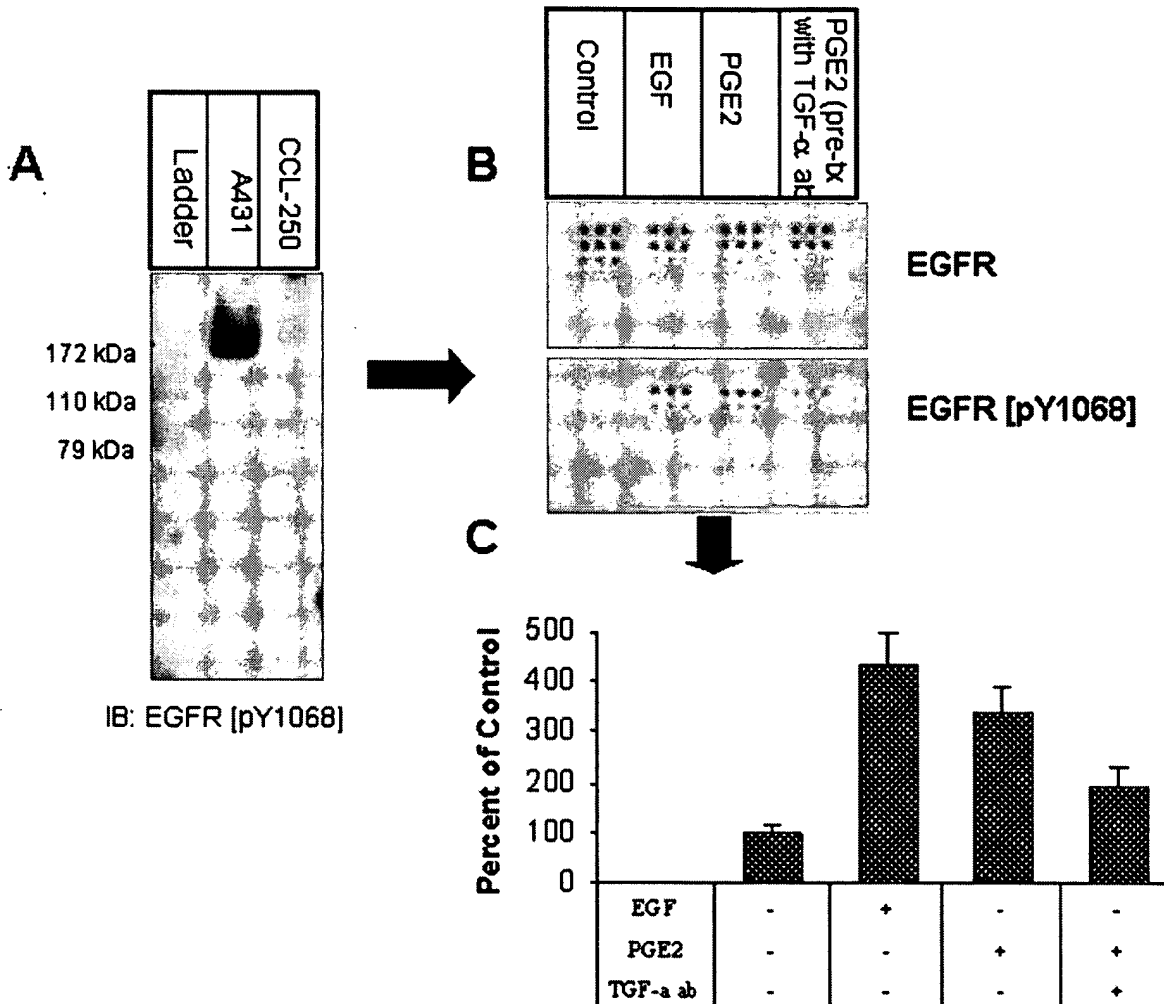 A
Ladder
A431
CCL-250
172 kDa
110 kDa
79 kDa
IB: EGFR [pY1068]
B
Control
EGF
PGE2
PGE2 (pre-tx
with TGF-α ab
EGFR
EGFR [pY1068]
C
Percent of Control
500
400
300
200
100
0
EGF - + - -
PGE2 - - + +
TGF-a ab - - - +